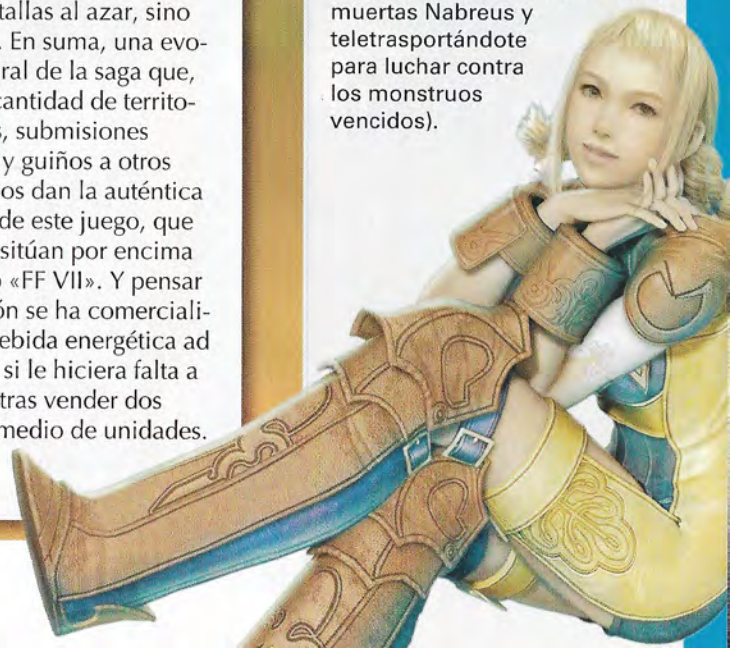 tallas al azar, sino
. En suma, una evo-
ral de la saga que,
cantidad de territo-
s, submisiones
y guiños a otros
os dan la auténtica
de este juego, que
sitúan por encima
o «FF VII». Y pensar
ón se ha comerciali-
ebida energética ad
si le hiciera falta a
tras vender dos
medio de unidades.
muertas Nabreus y
teletrasportándote
para luchar contra
los monstruos
vencidos).